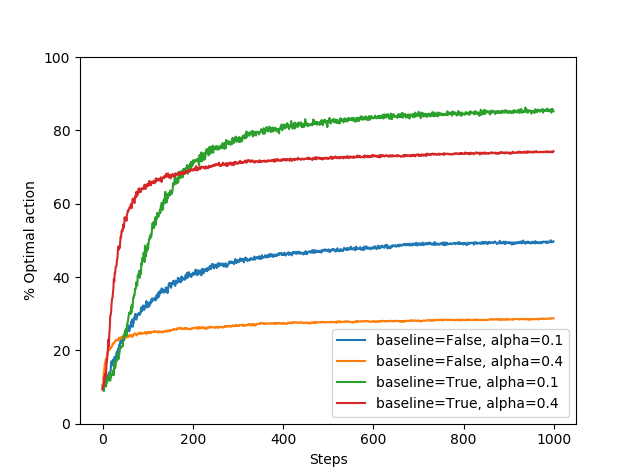 100
80
60
40
20
0
% Optimal action
baseline=False, alpha=0.1
baseline=False, alpha=0.4
baseline=True, alpha=0.1
baseline=True, alpha=0.4
0 200 400 600 800 1000
Steps